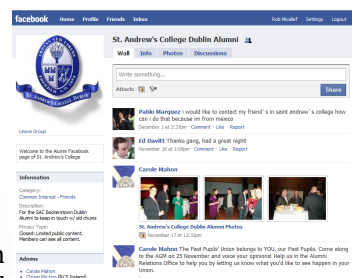 facebook Home Profile Friends Inbox Rob Micallef Settings Logout
St. Andrew's College Dublin Alumni
Wall Info Photos Discussions
Write something...
Attach:
Share
Pablo Marquez i would like to contact my friend´s in saint andrew´s college how
can i do that because im from mexico
December 1 at 2:37pm · Comment · Like · Report
Ed Davitt Thanks gang, had a great night!
November 18 at 1:09pm · Comment · Like · Report
Carole Mahon
St. Andrew's College Dublin Alumni Photos
November 17 at 12:32pm
Carole Mahon The Past Pupils' Union belongs to YOU, our Past Pupils. Come along
to the AGM on 25 November and voice your opinions! Help us in the Alumni
Relations Office to help you by letting us know what you'd like to see happen in your
Union.
ST. ANDREW'S COLLEGE DUBLIN
Leave Group
Welcome to the Alumni Facebook
page of St. Andrew's College
Information
Category:
Common Interest - Friends
Description:
For the SAC Booterstown Dublin
Alumni to keep in touch w/ old chums
Privacy Type:
Closed: Limited public content.
Members can see all content.
Admins
Carole Mahon